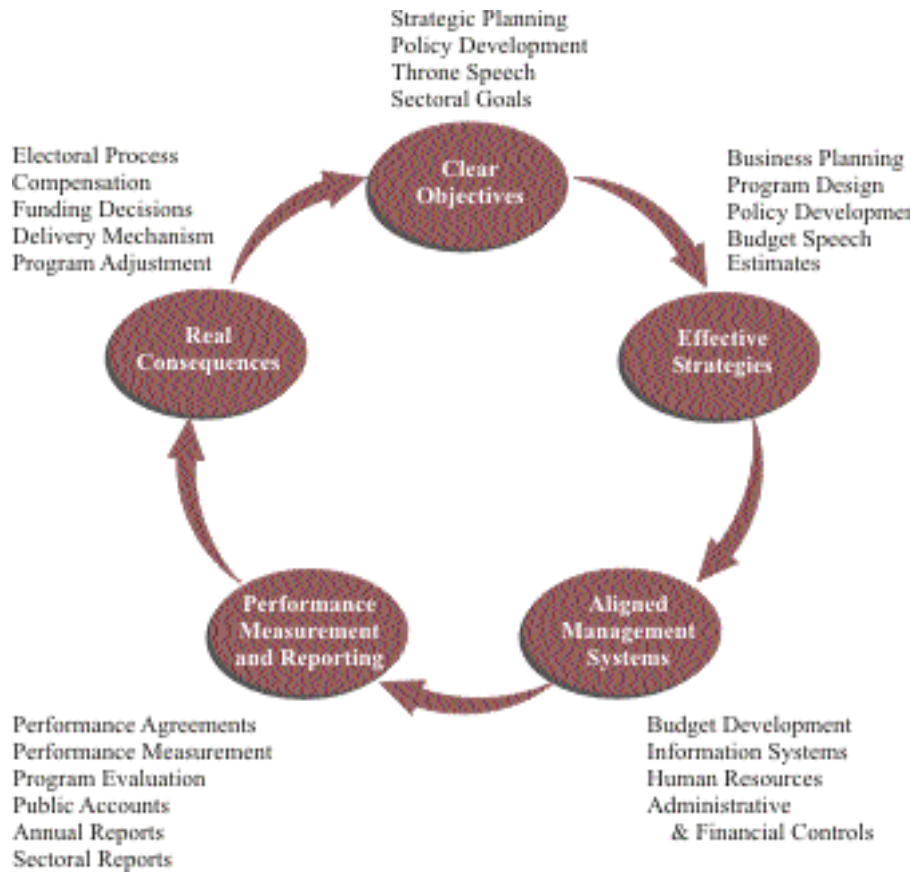 Strategic Planning
Policy Development
Throne Speech
Sectoral Goals
Clear
Objectives
Business Planning
Program Design
Policy Developmen
Budget Speech
Estimates
Effective
Strategies
Aligned
Management
Systems
Budget Development
Information Systems
Human Resources
Administrative
& Financial Controls
Performance
Measurement
and Reporting
Performance Agreements
Performance Measurement
Program Evaluation
Public Accounts
Annual Reports
Sectoral Reports
Real
Consequences
Electoral Process
Compensation
Funding Decisions
Delivery Mechanism
Program Adjustment